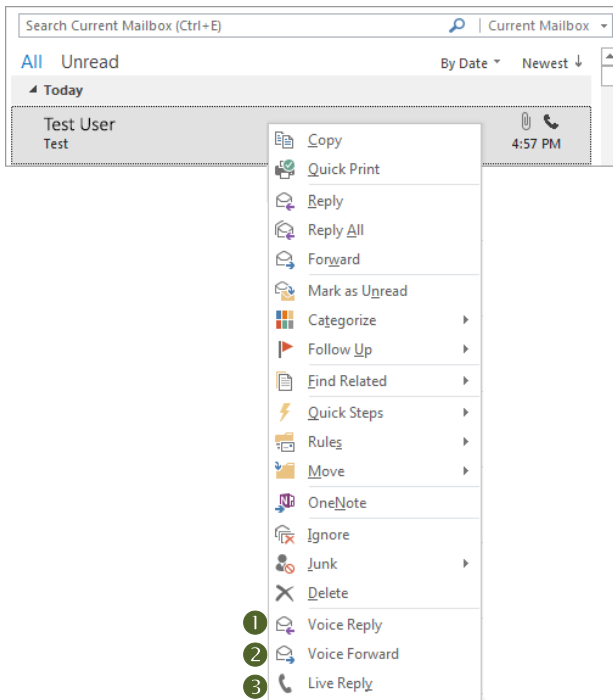 Search Current Mailbox (Ctrl+E) Current Mailbox
All Unread By Date Newest
Today
Test User
Test 4:57 PM
Copy
Quick Print
Reply
Reply All
Forward
Mark as Unread
Categorize
Follow Up
Find Related
Quick Steps
Rules
Move
OneNote
Ignore
Junk
Delete
1 Voice Reply
2 Voice Forward
3 Live Reply